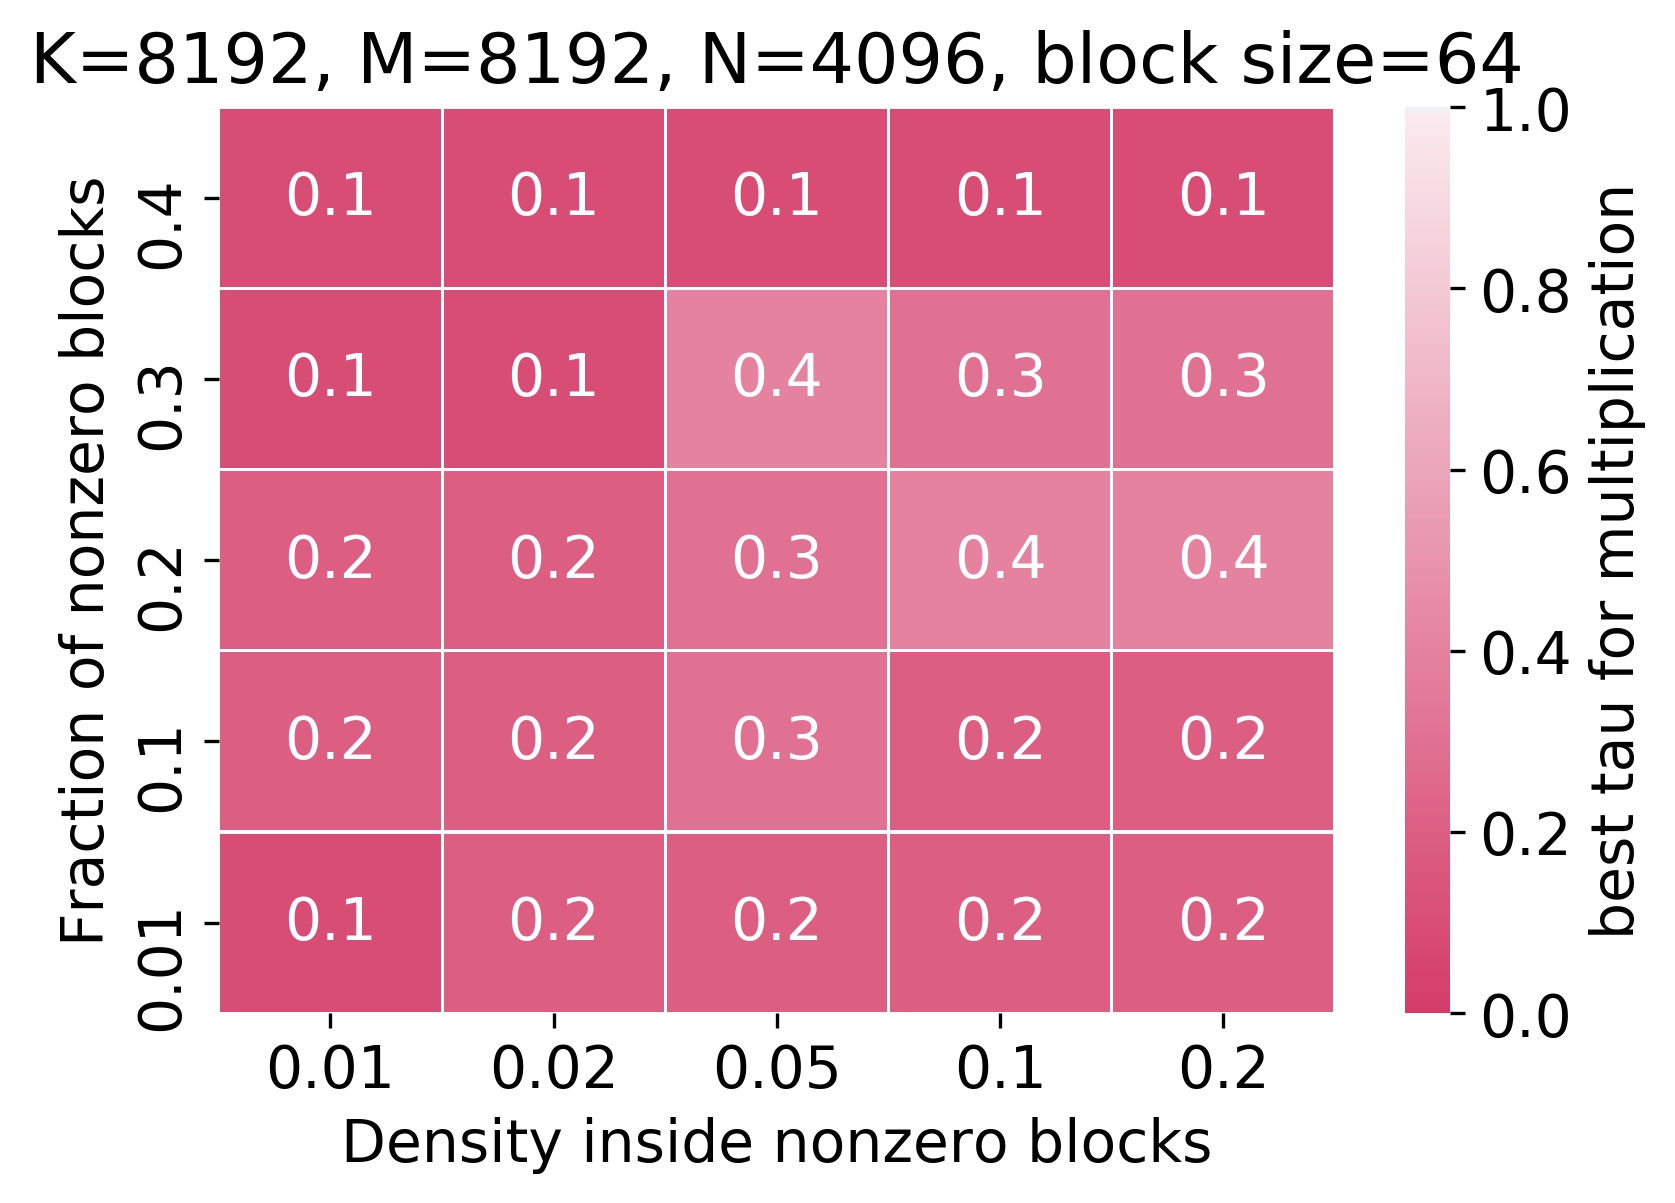 K=8192, M=8192, N=4096, block size=64
Fraction of nonzero blocks
0.4 0.1 0.1 0.1 0.1 0.1
0.3 0.1 0.1 0.4 0.3 0.3
0.2 0.2 0.2 0.3 0.4 0.4
0.1 0.2 0.2 0.3 0.2 0.2
0.01 0.1 0.2 0.2 0.2 0.2
0.01 0.02 0.05 0.1 0.2
Density inside nonzero blocks
1.0
0.8
0.6
0.4
0.2
0.0
best tau for multiplication